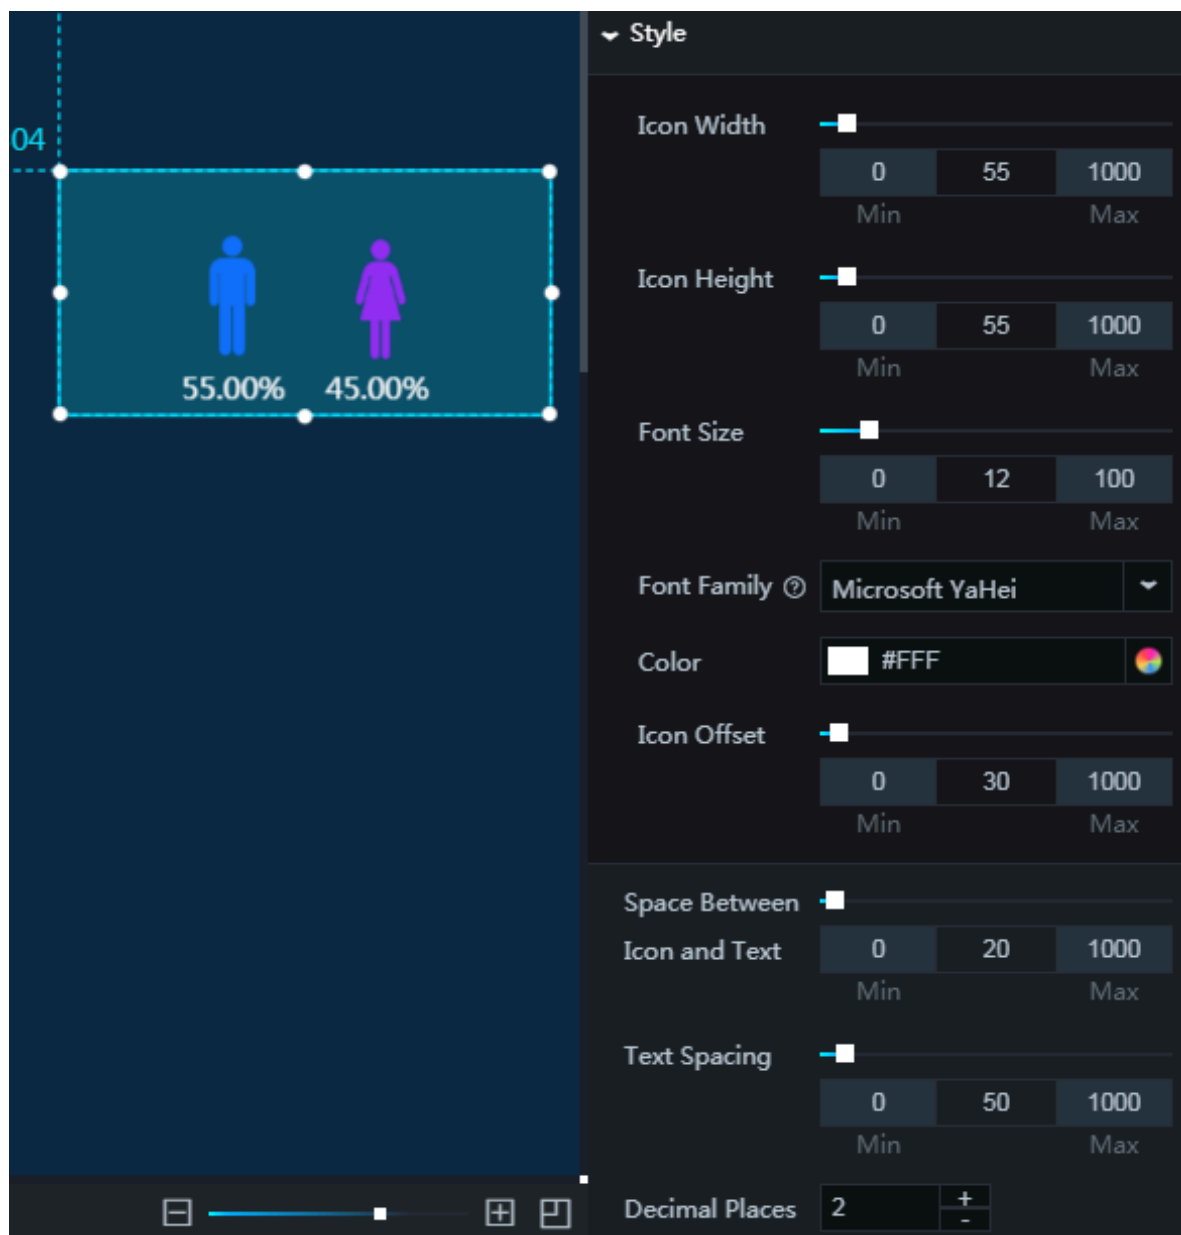 04
55.00% 45.00%
Style
Icon Width
0 55 1000
Min Max
Icon Height
0 55 1000
Min Max
Font Size
0 12 100
Min Max
Font Family ? Microsoft YaHei
Color #FFF
Icon Offset
0 30 1000
Min Max
Space Between
Icon and Text 0 20 1000
Min Max
Text Spacing
0 50 1000
Min Max
Decimal Places 2 + -